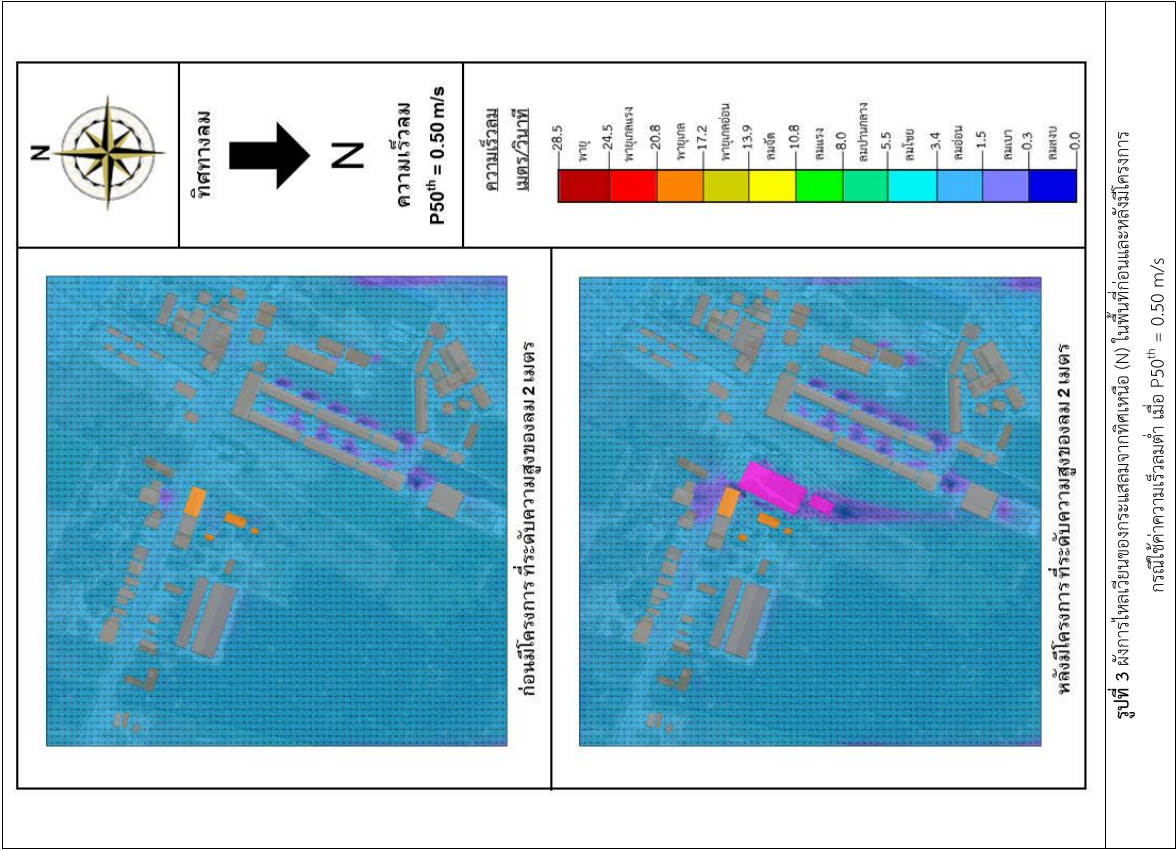 N
ทิศทางลม
N
ความเร็วลม
P50th = 0.50 m/s
ความเร็วลม
เมตร/วินาที
28.5
พายุ
24.5
พายุเกลแรง
20.8
พายุเกล
17.2
พายุเกลอ่อน
13.9
ลมจัด
10.8
ลมแรง
8.0
ลมปานกลาง
5.5
ลมโชย
3.4
ลมอ่อน
1.5
ลมเบา
0.3
ลมสงบ
0.0
ก่อนมีโครงการ ที่ระดับความสูงของลม 2 เมตร
หลังมีโครงการ ที่ระดับความสูงของลม 2 เมตร
รูปที่ 3 ผังการไหลเวียนของกระแสลมจากทิศเหนือ (N) ในพื้นที่ก่อนและหลังมีโครงการ
กรณีใช้ค่าความเร็วลมต่ำ เมื่อ P50th = 0.50 m/s